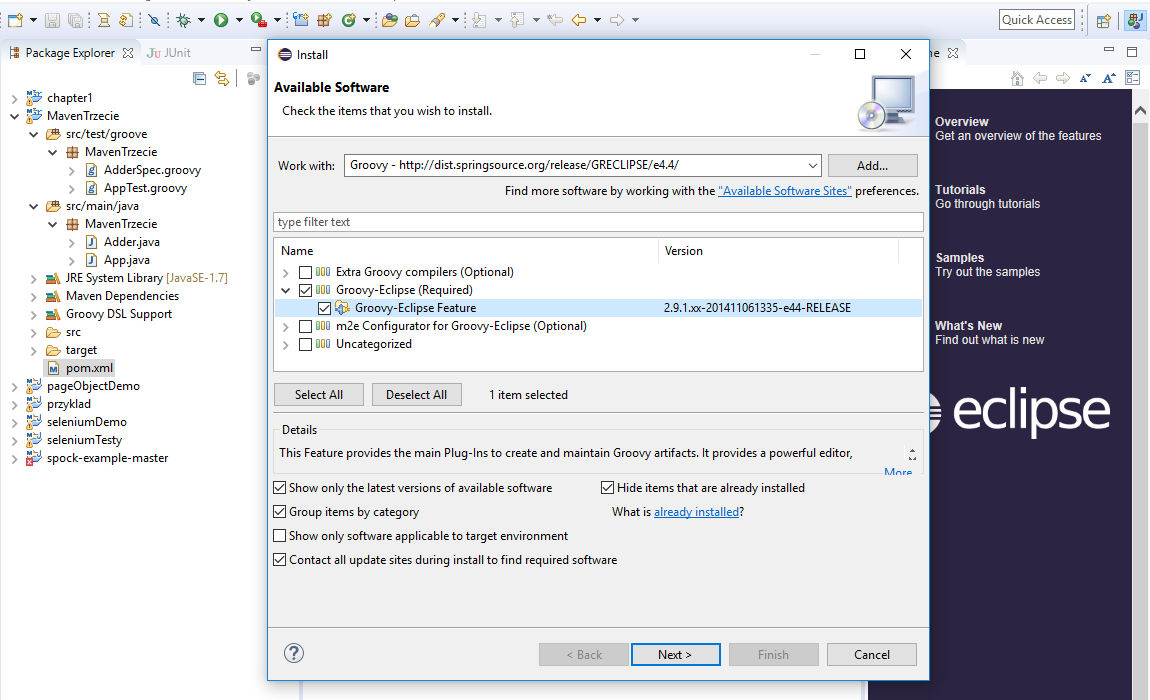 Quick Access
Package Explorer
JUnit
chapter1
MavenTrzecie
src/test/groove
MavenTrzecie
AdderSpec.groovy
AppTest.groovy
src/main/java
MavenTrzecie
Adder.java
App.java
JRE System Library [JavaSE-1.7]
Maven Dependencies
Groovy DSL Support
src
target
pom.xml
pageObjectDemo
przyklad
seleniumDemo
seleniumTesty
spock-example-master
Install
Available Software
Check the items that you wish to install.
Work with: Groovy - http://dist.springsource.org/release/GRECLIPSE/e4.4/ Add...
Find more software by working with the "Available Software Sites" preferences.
type filter text
Name Version
Extra Groovy compilers (Optional)
Groovy-Eclipse (Required)
Groovy-Eclipse Feature 2.9.1.xx-201411061335-e44-RELEASE
m2e Configurator for Groovy-Eclipse (Optional)
Uncategorized
Select All Deselect All 1 item selected
Details
This Feature provides the main Plug-Ins to create and maintain Groovy artifacts. It provides a powerful editor,
More...
Show only the latest versions of available software Hide items that are already installed
Group items by category What is already installed?
Show only software applicable to target environment
Contact all update sites during install to find required software
< Back Next > Finish Cancel
Overview
Get an overview of the features
Tutorials
Go through tutorials
Samples
Try out the samples
What's New
Find out what is new
eclipse